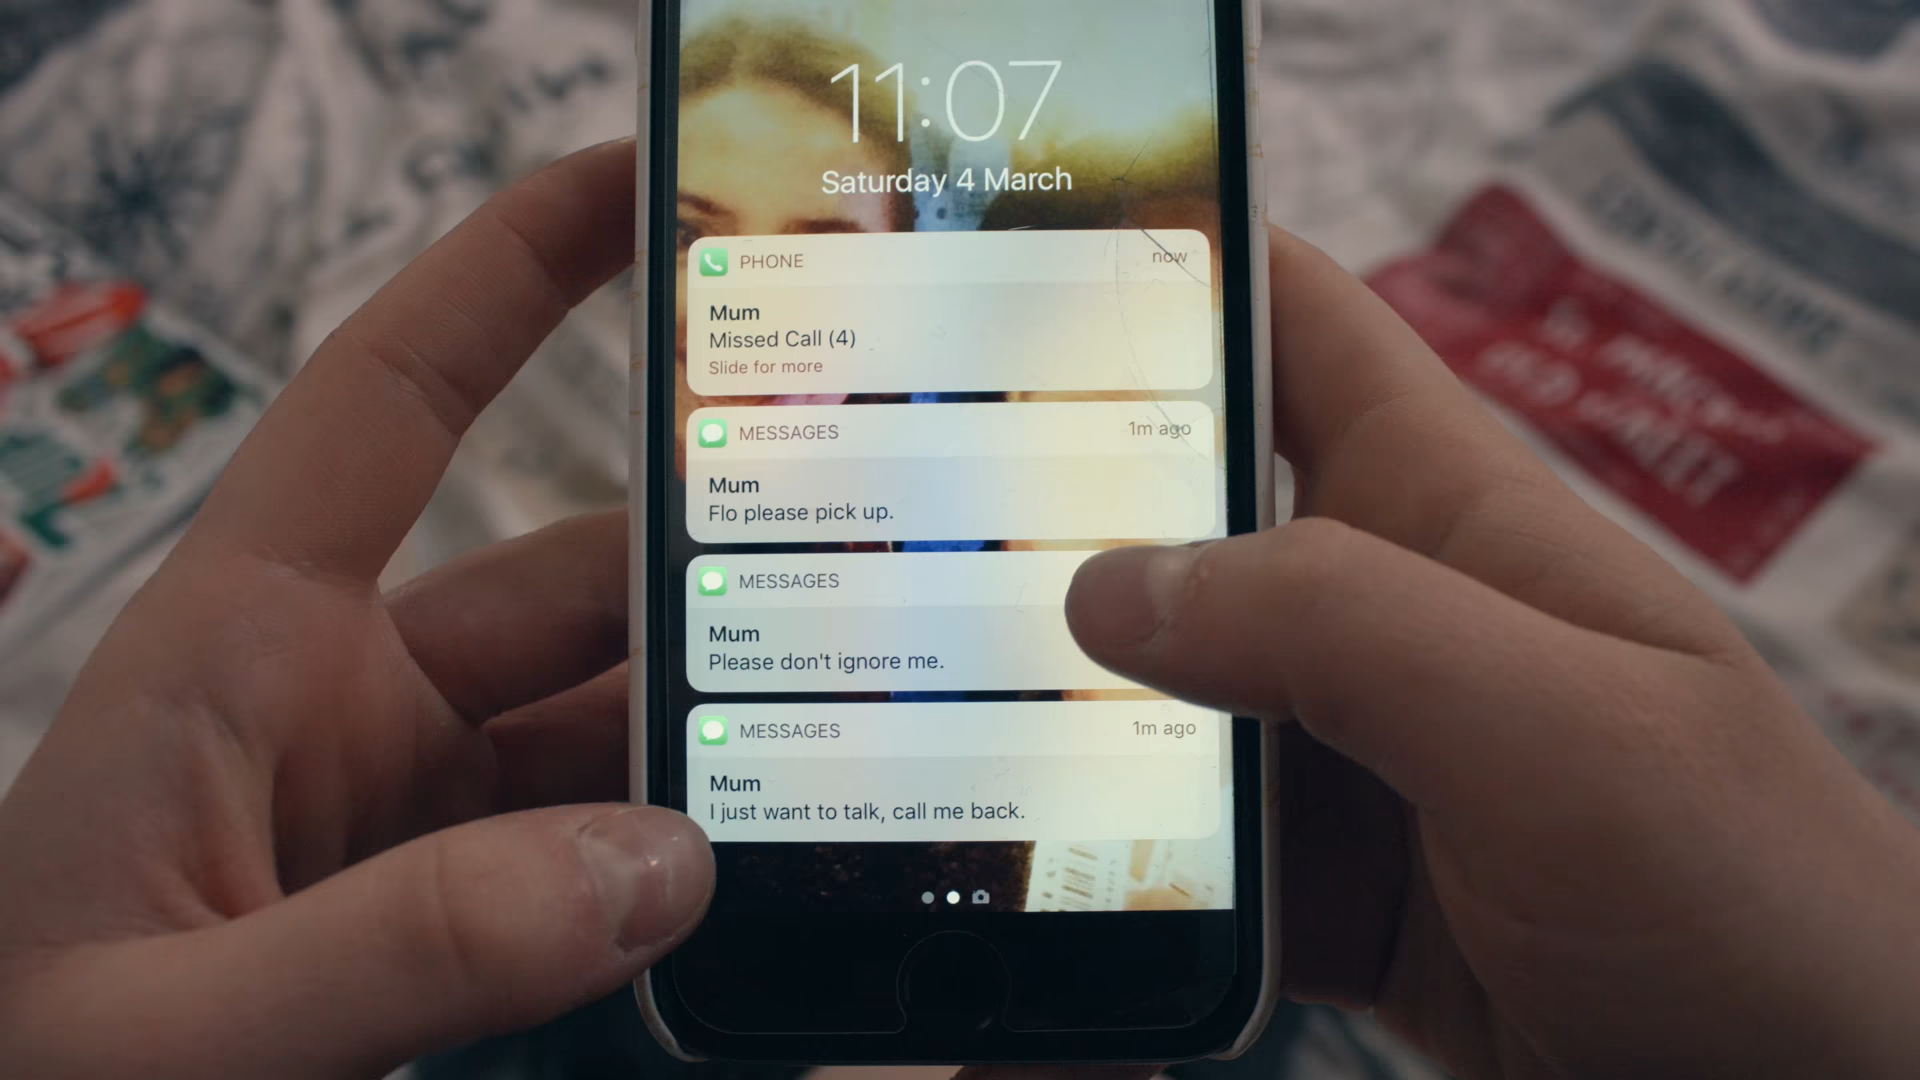 11:07
Saturday 4 March
PHONE now
Mum
Missed Call (4)
Slide for more
MESSAGES 1m ago
Mum
Flo please pick up.
MESSAGES
Mum
Please don't ignore me.
MESSAGES 1m ago
Mum
I just want to talk, call me back.